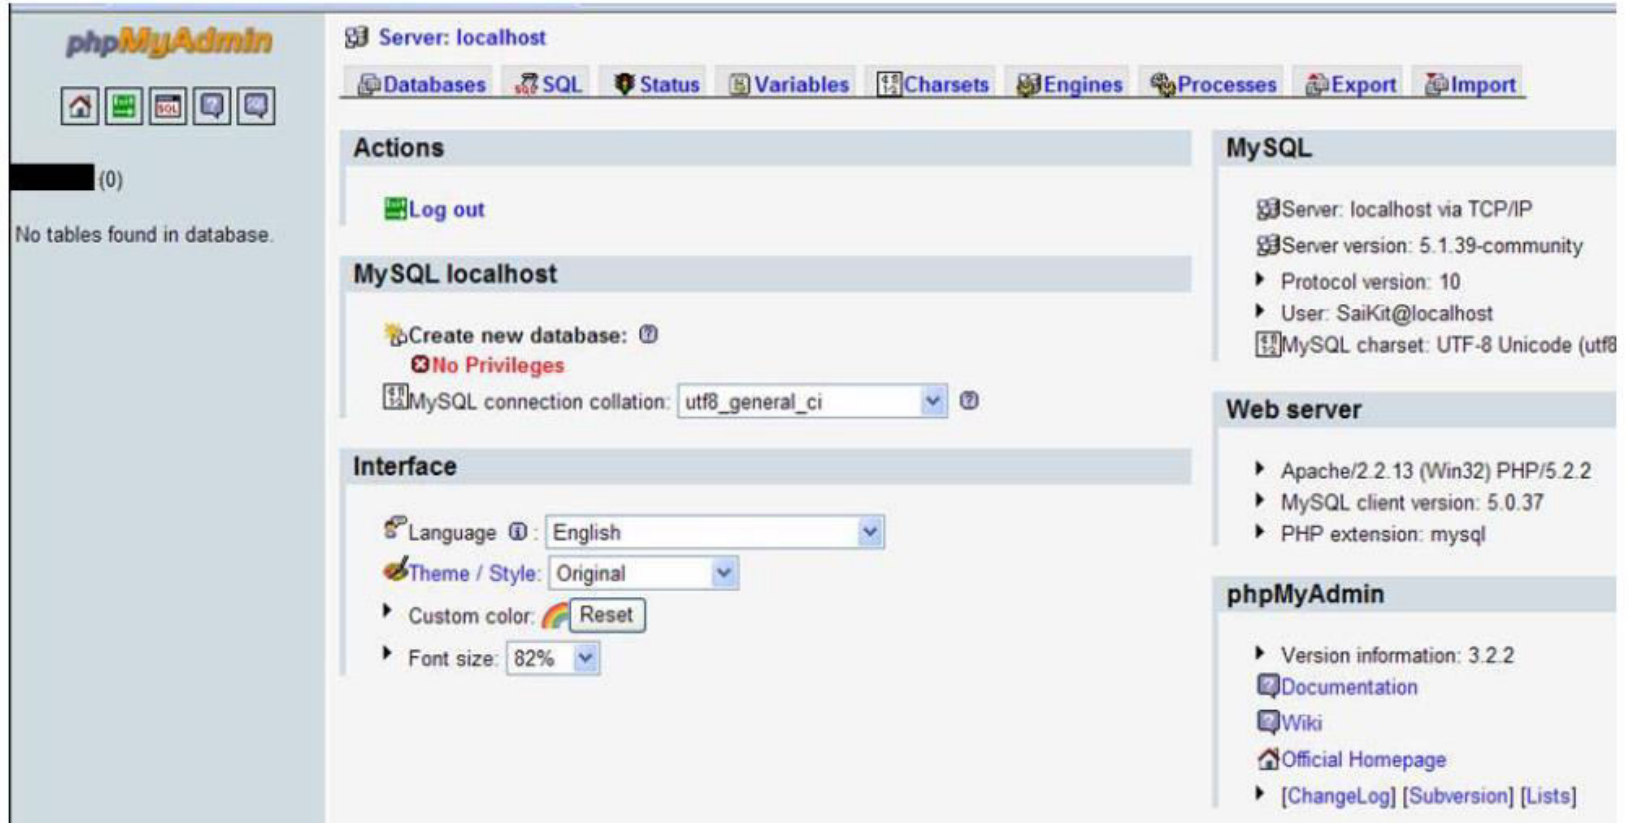 phpMyAdmin
(0)
No tables found in database.
Server: localhost
Databases SQL Status Variables Charsets Engines Processes Export Import
Actions
Log out
MySQL localhost
Create new database:
No Privileges
MySQL connection collation: utf8_general_ci
Interface
Language : English
Theme / Style: Original
Custom color: Reset
Font size: 82%
MySQL
Server: localhost via TCP/IP
Server version: 5.1.39-community
Protocol version: 10
User: SaiKit@localhost
MySQL charset: UTF-8 Unicode (utf8
Web server
Apache/2.2.13 (Win32) PHP/5.2.2
MySQL client version: 5.0.37
PHP extension: mysql
phpMyAdmin
Version information: 3.2.2
Documentation
Wiki
Official Homepage
[ChangeLog] [Subversion] [Lists]